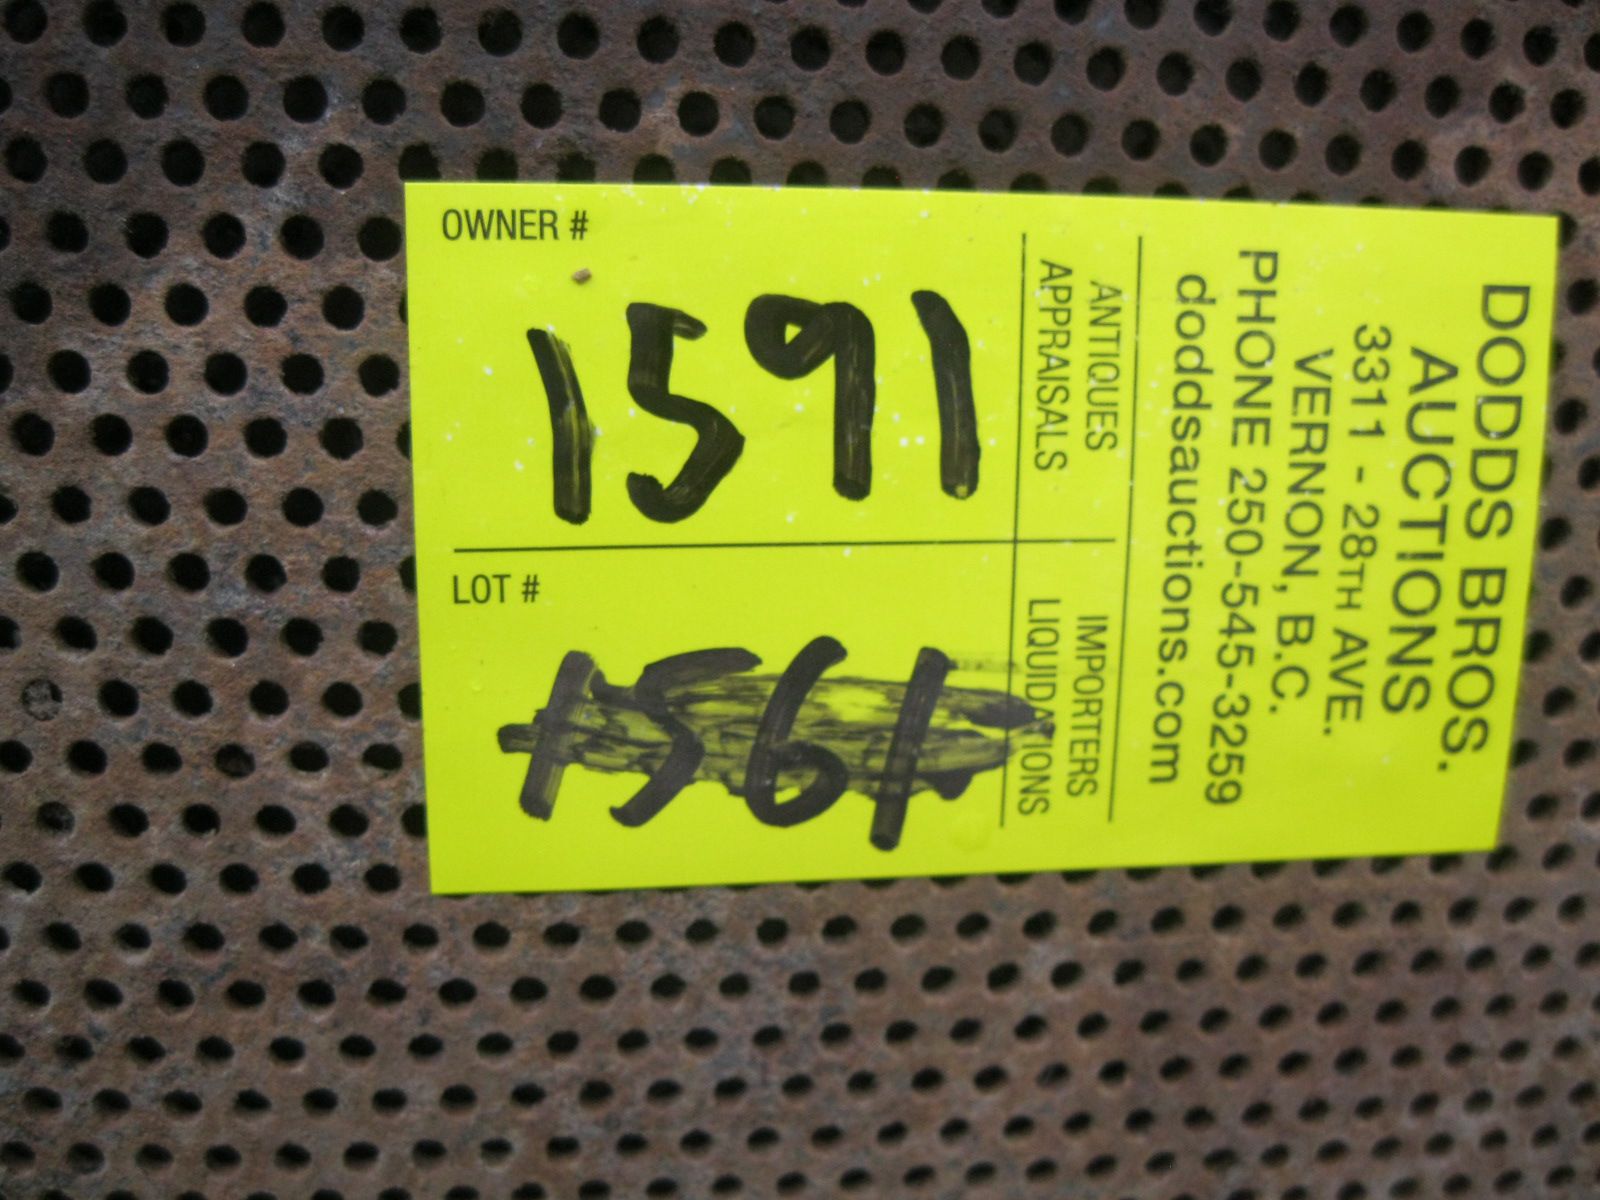 DODDS BROS.
AUCTIONS
3311 - 28TH AVE.
VERNON, B.C.
PHONE 250-545-3259
doddsauctions.com
ANTIQUES
APPRAISALS
IMPORTERS
LIQUIDATIONS
OWNER #
1591
LOT #
1561